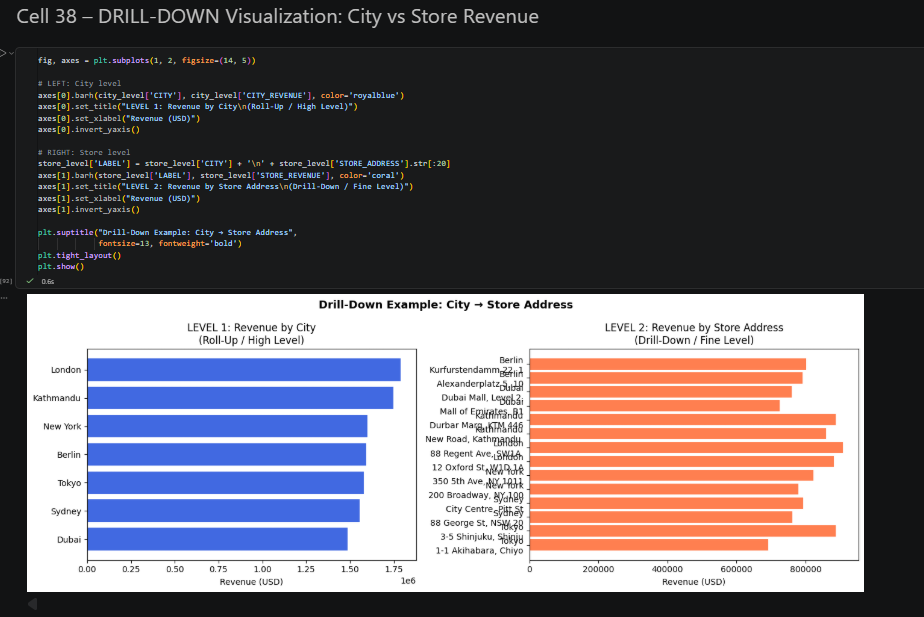 Cell 38 – DRILL-DOWN Visualization: City vs Store Revenue
fig, axes = plt.subplots(1, 2, figsize=(14, 5))
# LEFT: City level
axes[0].barh(city_level['CITY'], city_level['CITY_REVENUE'], color='royalblue')
axes[0].set_title("LEVEL 1: Revenue by City\n(Roll-Up / High Level)")
axes[0].set_xlabel("Revenue (USD)")
axes[0].invert_yaxis()
# RIGHT: Store level
store_level['LABEL'] = store_level['CITY'] + '\n' + store_level['STORE_ADDRESS'].str[:20]
axes[1].barh(store_level['LABEL'], store_level['STORE_REVENUE'], color='coral')
axes[1].set_title("LEVEL 2: Revenue by Store Address\n(Drill-Down / Fine Level)")
axes[1].set_xlabel("Revenue (USD)")
axes[1].invert_yaxis()
plt.suptitle("Drill-Down Example: City → Store Address",
fontsize=13, fontweight='bold')
plt.tight_layout()
plt.show()
[92]
0.6s
Drill-Down Example: City → Store Address
LEVEL 1: Revenue by City
(Roll-Up / High Level)
London
Kathmandu
New York
Berlin
Tokyo
Sydney
Dubai
0.00 0.25 0.50 0.75 1.00 1.25 1.50 1.75
1e6
Revenue (USD)
LEVEL 2: Revenue by Store Address
(Drill-Down / Fine Level)
Berlin
Kurfurstendamm 22, 1
Berlin
Alexanderplatz 5, 10
Dubai
Dubai Mall, Level 2,
Dubai
Mall of Emirates, B1
Kathmandu
Durbar Marg, KTM 446
Kathmandu
New Road, Kathmandu,
London
88 Regent Ave, SW1A
London
12 Oxford St, W1D 1A
New York
350 5th Ave, NY 1011
New York
200 Broadway, NY 100
Sydney
City Centre, Pitt St
Sydney
88 George St, NSW 20
Tokyo
3-5 Shinjuku, Shinju
Tokyo
1-1 Akihabara, Chiyo
0 200000 400000 600000 800000
Revenue (USD)